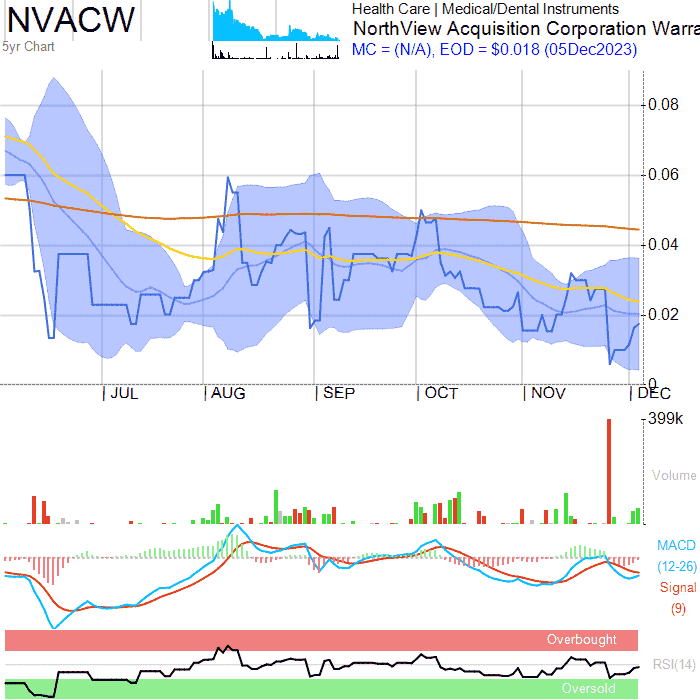 NVACW
5yr Chart
Health Care | Medical/Dental Instruments
NorthView Acquisition Corporation Warra
MC = (N/A), EOD = $0.018 (05Dec2023)
0.08
0.06
0.04
0.02
0
JUL
AUG
SEP
OCT
NOV
DEC
399k
Volume
MACD
(12-26)
Signal
(9)
Overbought
RSI(14)
Oversold